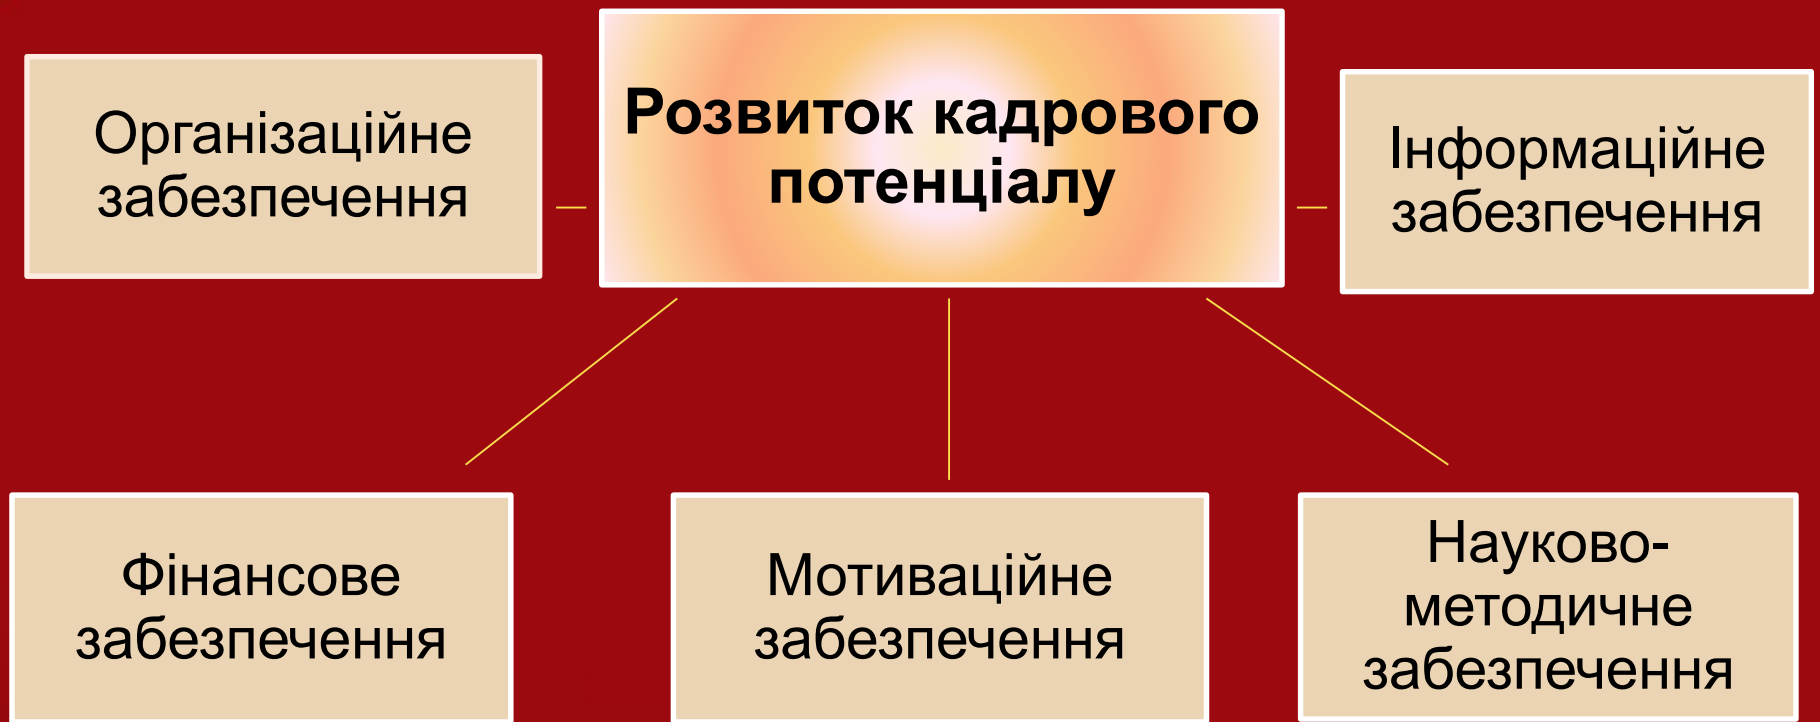 Організаційне
забезпечення
Розвиток кадрового
потенціалу
Інформаційне
забезпечення
Фінансове
забезпечення
Мотиваційне
забезпечення
Науково-
методичне
забезпечення